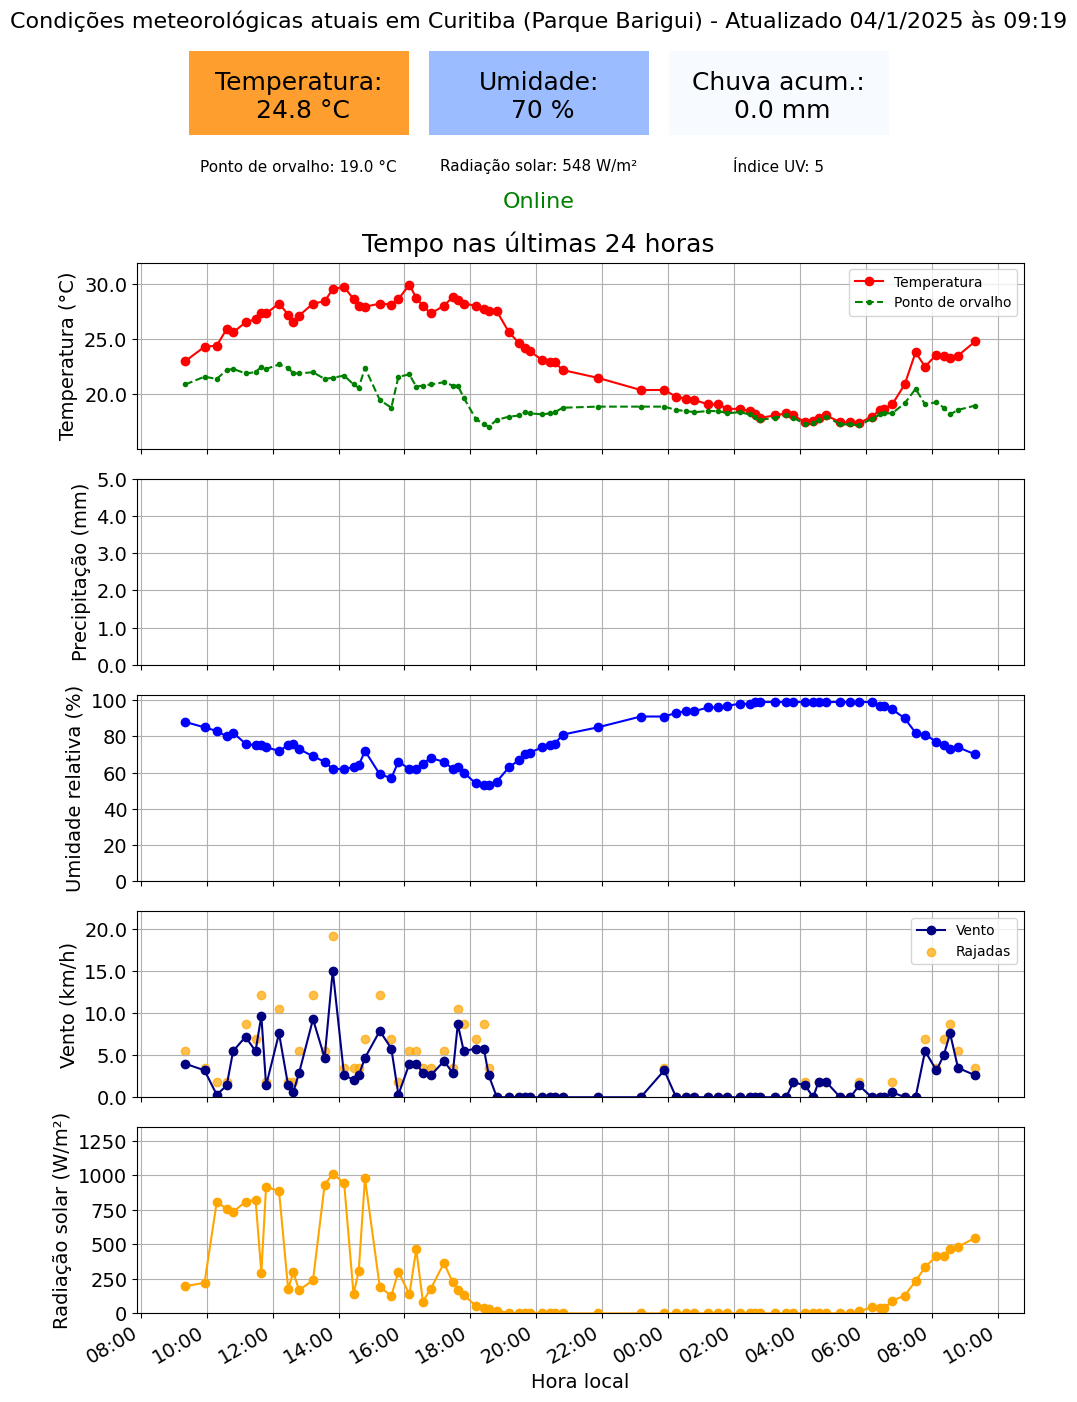 Condições meteorológicas atuais em Curitiba (Parque Barigui) - Atualizado 04/1/2025 às 09:19
Temperatura:
24.8 °C
Umidade:
70 %
Chuva acum.:
0.0 mm
Ponto de orvalho: 19.0 °C
Radiação solar: 548 W/m²
Índice UV: 5
Online
Tempo nas últimas 24 horas
Temperatura (°C)
30.0
25.0
20.0
Temperatura
Ponto de orvalho
Precipitação (mm)
5.0
4.0
3.0
2.0
1.0
0.0
Umidade relativa (%)
100
80
60
40
20
0
Vento (km/h)
20.0
15.0
10.0
5.0
0.0
Vento
Rajadas
Radiação solar (W/m²)
1250
1000
750
500
250
0
08:00
10:00
12:00
14:00
16:00
18:00
20:00
22:00
00:00
02:00
04:00
06:00
08:00
10:00
Hora local